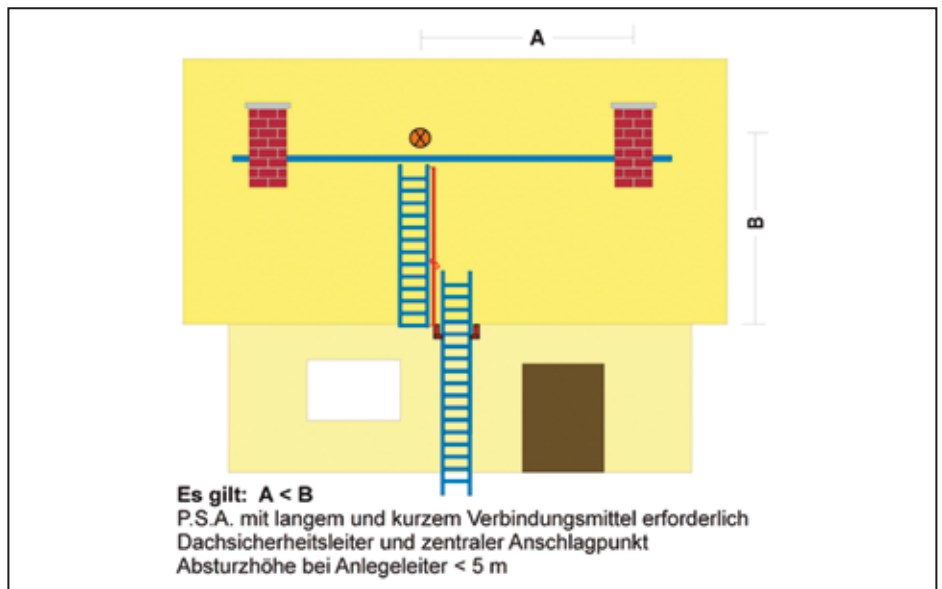 A
B
Es gilt: A < B
P.S.A. mit langem und kurzem Verbindungsmittel erforderlich
Dachsicherheitsleiter und zentraler Anschlagpunkt
Absturzhöhe bei Anlegeleiter < 5 m